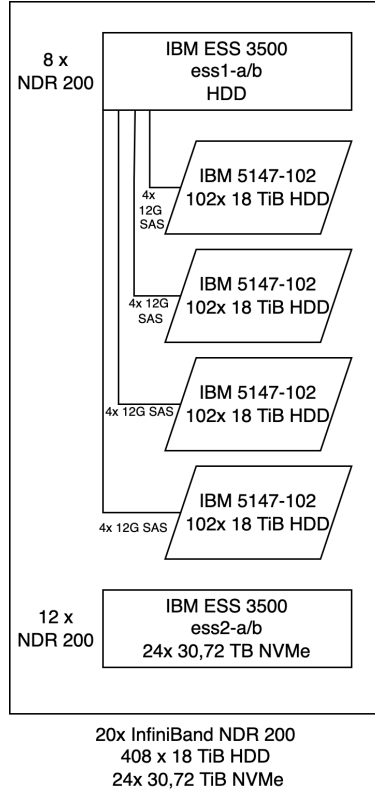 8 x
NDR 200
IBM ESS 3500
ess1-a/b
HDD
4x
12G
SAS
IBM 5147-102
102x 18 TiB HDD
4x 12G
SAS
IBM 5147-102
102x 18 TiB HDD
4x 12G SAS
IBM 5147-102
102x 18 TiB HDD
4x 12G SAS
IBM 5147-102
102x 18 TiB HDD
12 x
NDR 200
IBM ESS 3500
ess2-a/b
24x 30,72 TB NVMe
20x InfiniBand NDR 200
408 x 18 TiB HDD
24x 30,72 TiB NVMe